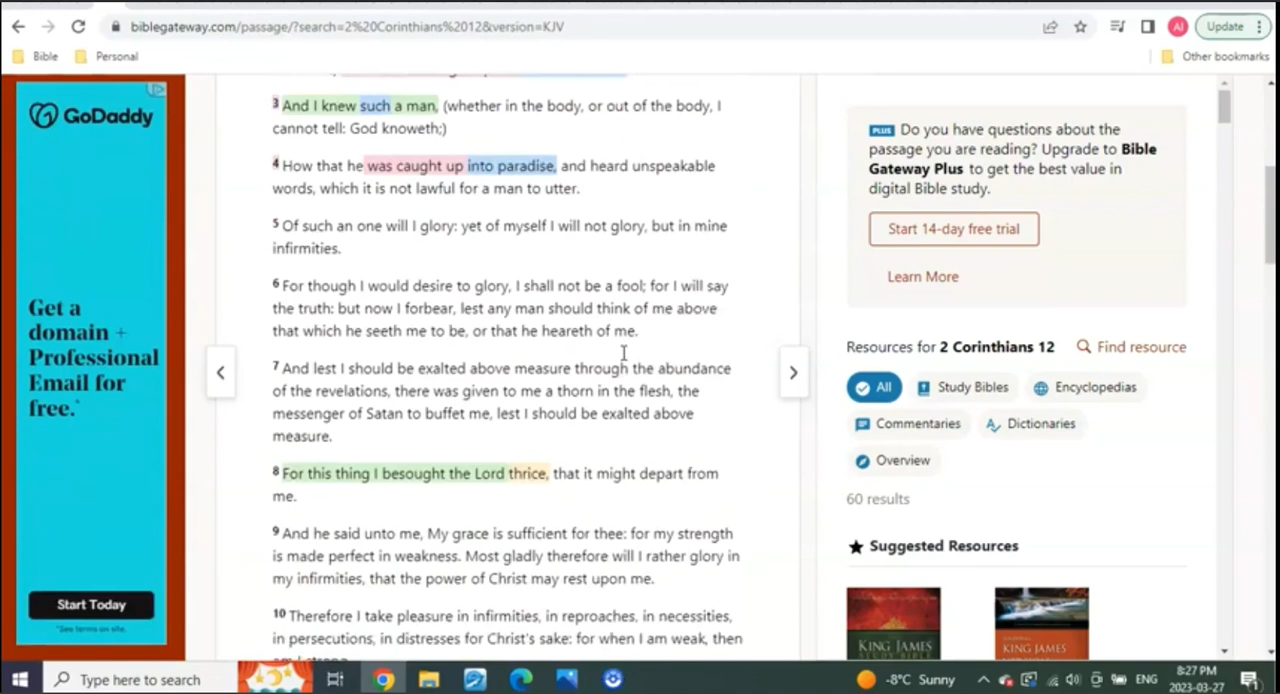 biblegateway.com/passage/?search=2%20Corinthians%2012&version=KJV
AI
Update
Bible
Personal
Other bookmarks
GoDaddy
Get a
domain +
Professional
Email for
free.*
Start Today
*See terms on site.
3 And I knew such a man, (whether in the body, or out of the body, I
cannot tell: God knoweth;)
4 How that he was caught up into paradise, and heard unspeakable
words, which it is not lawful for a man to utter.
5 Of such an one will I glory: yet of myself I will not glory, but in mine
infirmities.
6 For though I would desire to glory, I shall not be a fool; for I will say
the truth: but now I forbear, lest any man should think of me above
that which he seeth me to be, or that he heareth of me.
7 And lest I should be exalted above measure through the abundance
of the revelations, there was given to me a thorn in the flesh, the
messenger of Satan to buffet me, lest I should be exalted above
measure.
8 For this thing I besought the Lord thrice, that it might depart from
me.
9 And he said unto me, My grace is sufficient for thee: for my strength
is made perfect in weakness. Most gladly therefore will I rather glory in
my infirmities, that the power of Christ may rest upon me.
10 Therefore I take pleasure in infirmities, in reproaches, in necessities,
in persecutions, in distresses for Christ's sake: for when I am weak, then
PLUS Do you have questions about the
passage you are reading? Upgrade to Bible
Gateway Plus to get the best value in
digital Bible study.
Start 14-day free trial
Learn More
Resources for 2 Corinthians 12
Find resource
All
Study Bibles
Encyclopedias
Commentaries
Dictionaries
Overview
60 results
Suggested Resources
KING JAMES
KING JAMES
Type here to search
-8°C Sunny
ENG
8:27 PM
2023-03-27